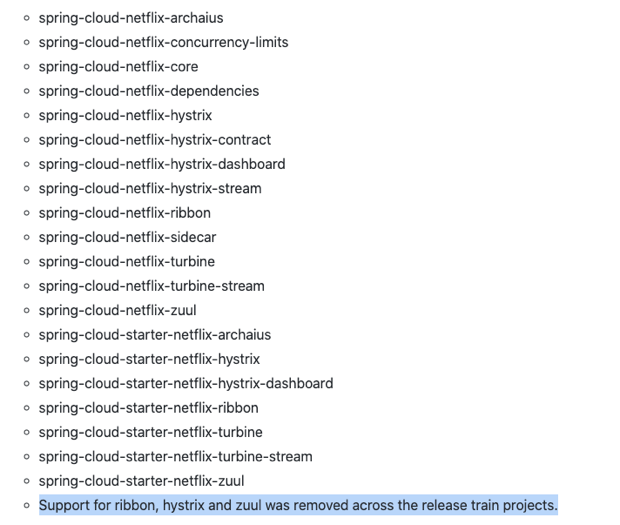 spring-cloud-netflix-archaius
spring-cloud-netflix-concurrency-limits
spring-cloud-netflix-core
spring-cloud-netflix-dependencies
spring-cloud-netflix-hystrix
spring-cloud-netflix-hystrix-contract
spring-cloud-netflix-hystrix-dashboard
spring-cloud-netflix-hystrix-stream
spring-cloud-netflix-ribbon
spring-cloud-netflix-sidecar
spring-cloud-netflix-turbine
spring-cloud-netflix-turbine-stream
spring-cloud-netflix-zuul
spring-cloud-starter-netflix-archaius
spring-cloud-starter-netflix-hystrix
spring-cloud-starter-netflix-hystrix-dashboard
spring-cloud-starter-netflix-ribbon
spring-cloud-starter-netflix-turbine
spring-cloud-starter-netflix-turbine-stream
spring-cloud-starter-netflix-zuul
Support for ribbon, hystrix and zuul was removed across the release train projects.